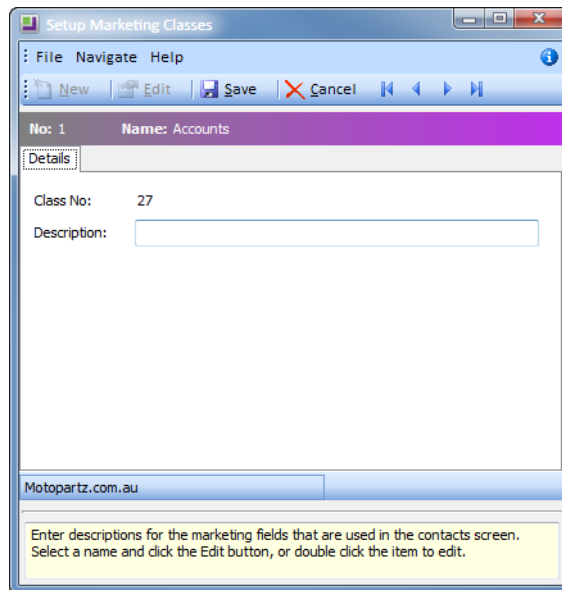 Setup Marketing Classes
File Navigate Help
New Edit Save Cancel
No: 1 Name: Accounts
Details
Class No: 27
Description:
Motopartz.com.au
Enter descriptions for the marketing fields that are used in the contacts screen.
Select a name and click the Edit button, or double click the item to edit.